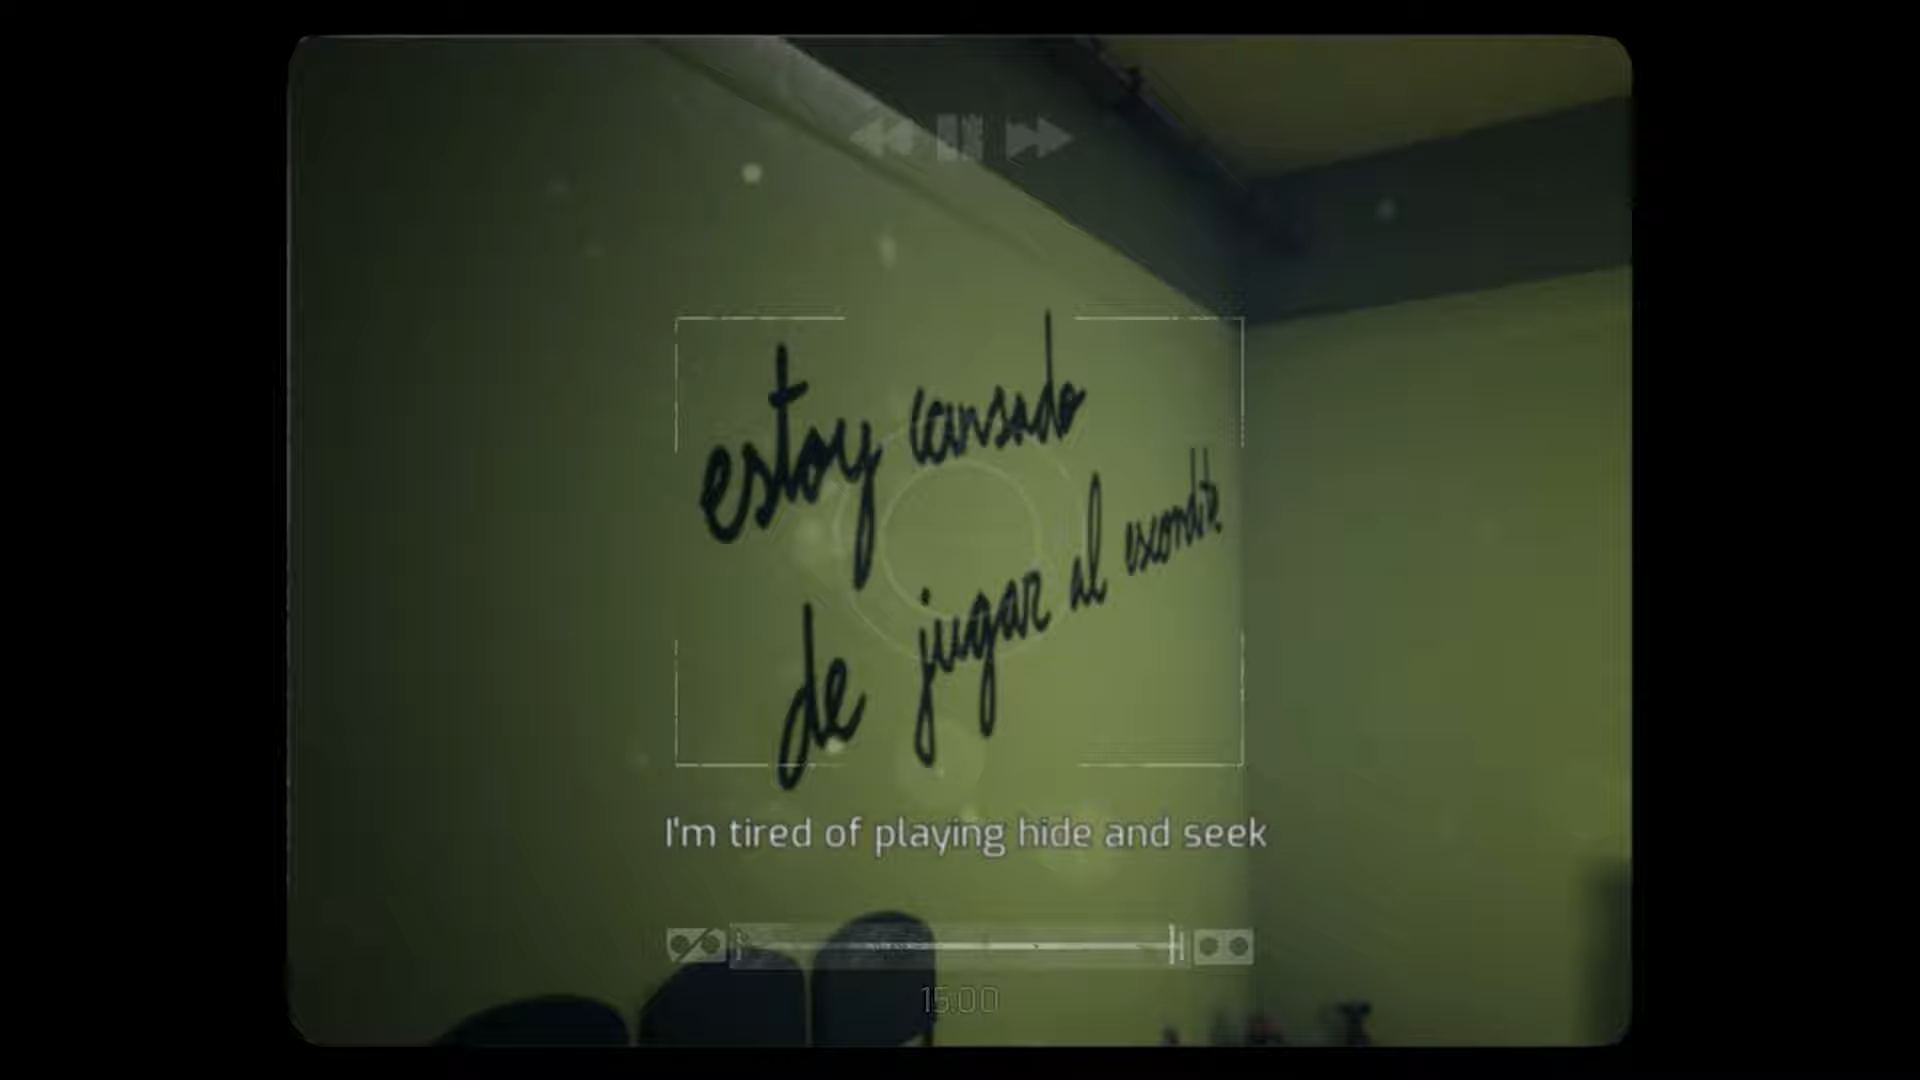 estoy cansado
de jugar al escondite
I'm tired of playing hide and seek
15:00